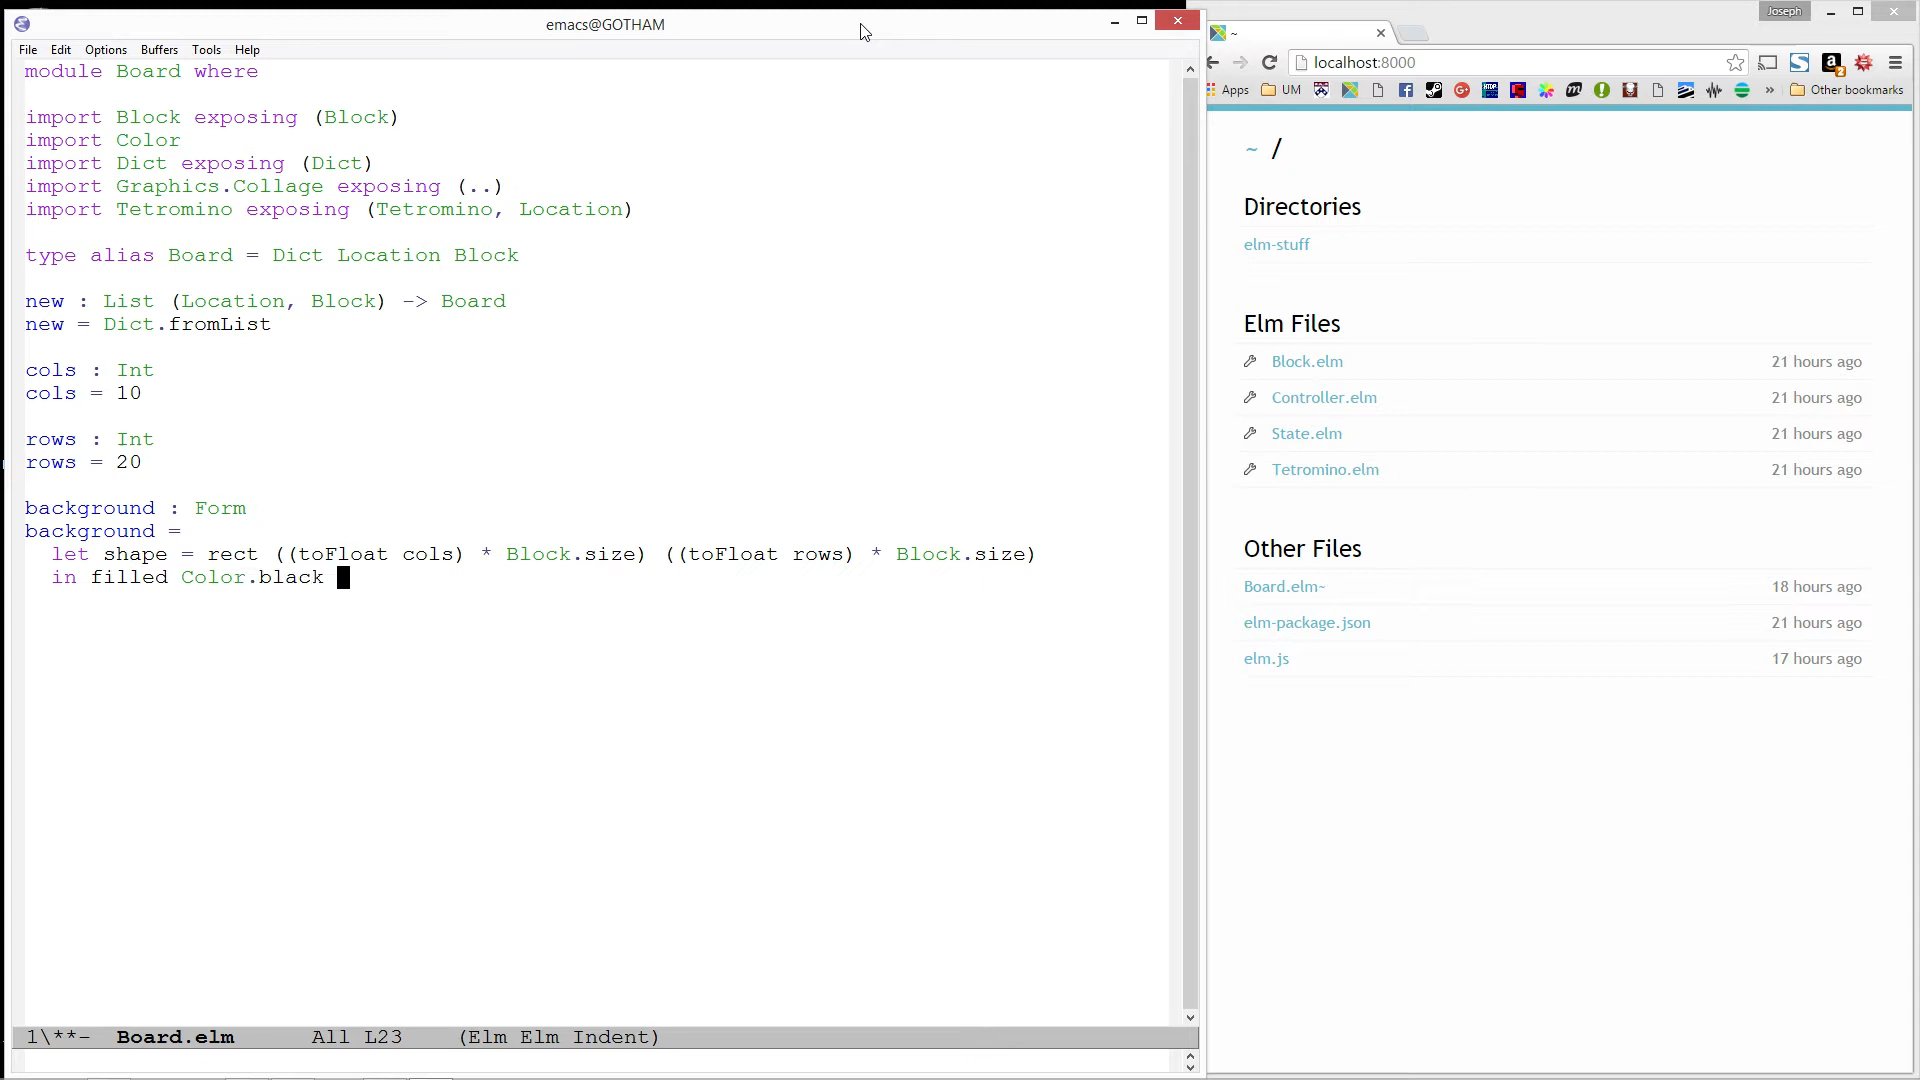 emacs@GOTHAM
File Edit Options Buffers Tools Help
module Board where
import Block exposing (Block)
import Color
import Dict exposing (Dict)
import Graphics.Collage exposing (..)
import Tetromino exposing (Tetromino, Location)
type alias Board = Dict Location Block
new : List (Location, Block) -> Board
new = Dict.fromList
cols : Int
cols = 10
rows : Int
rows = 20
background : Form
background =
let shape = rect ((toFloat cols) * Block.size) ((toFloat rows) * Block.size)
in filled Color.black
1\**- Board.elm All L23 (Elm Elm Indent)
Joseph
~
localhost:8000
Apps UM » Other bookmarks
~ /
Directories
elm-stuff
Elm Files
Block.elm 21 hours ago
Controller.elm 21 hours ago
State.elm 21 hours ago
Tetromino.elm 21 hours ago
Other Files
Board.elm~ 18 hours ago
elm-package.json 21 hours ago
elm.js 17 hours ago